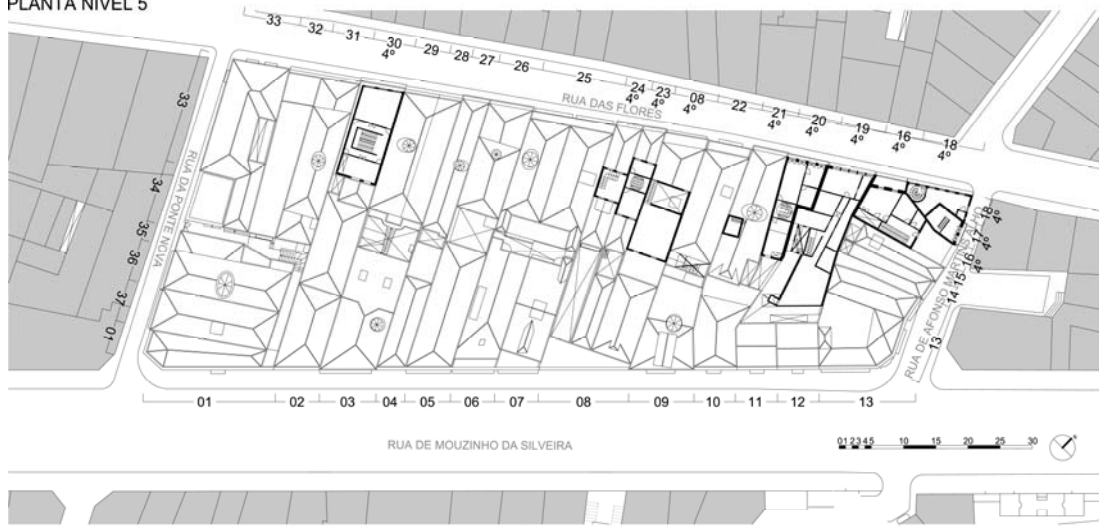 PLANTA NIVEL 5
33 32 31 30 29 28 27 26 25 24 23 08 22 21 20 19 16 18
4º 4º 4º 4º 4º 4º 4º 4º 4º
RUA DAS FLORES
33
RUA DA PONTE NOVA
34
35
36
37
01
18 4º
17 4º
16 4º
15
14
13
RUA DE AFONSO MARTINS ALHO
01 02 03 04 05 06 07 08 09 10 11 12 13
RUA DE MOUZINHO DA SILVEIRA
0 1 2 3 4 5 10 15 20 25 30